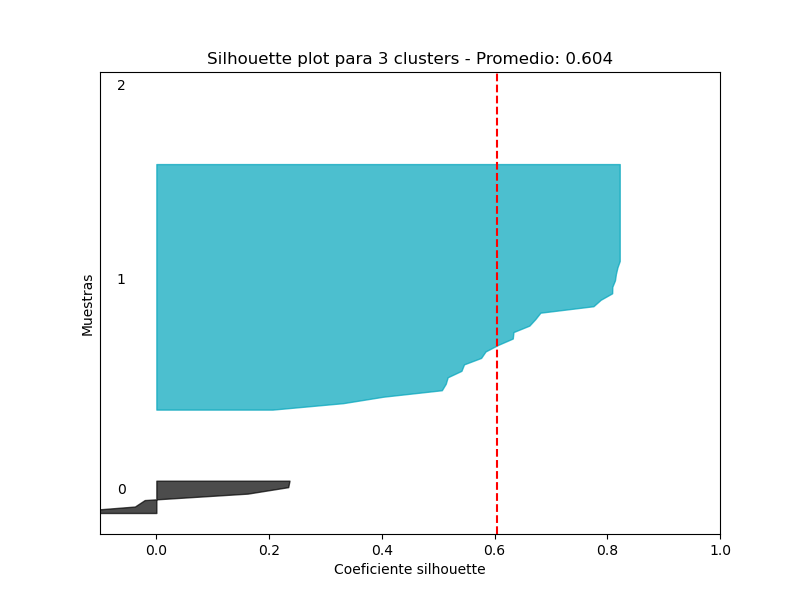 Silhouette plot para 3 clusters - Promedio: 0.604
2
1
0
Muestras
0.0 0.2 0.4 0.6 0.8 1.0
Coeficiente silhouette